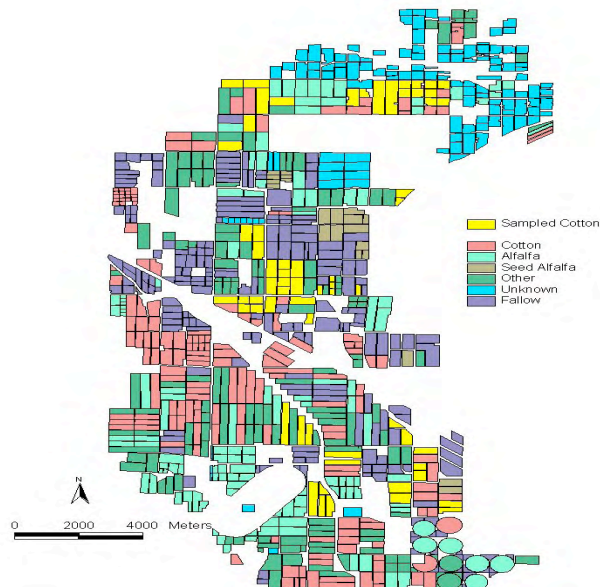 Sampled Cotton
Cotton
Alfalfa
Seed Alfalfa
Other
Unknown
Fallow
N
0 2000 4000 Meters